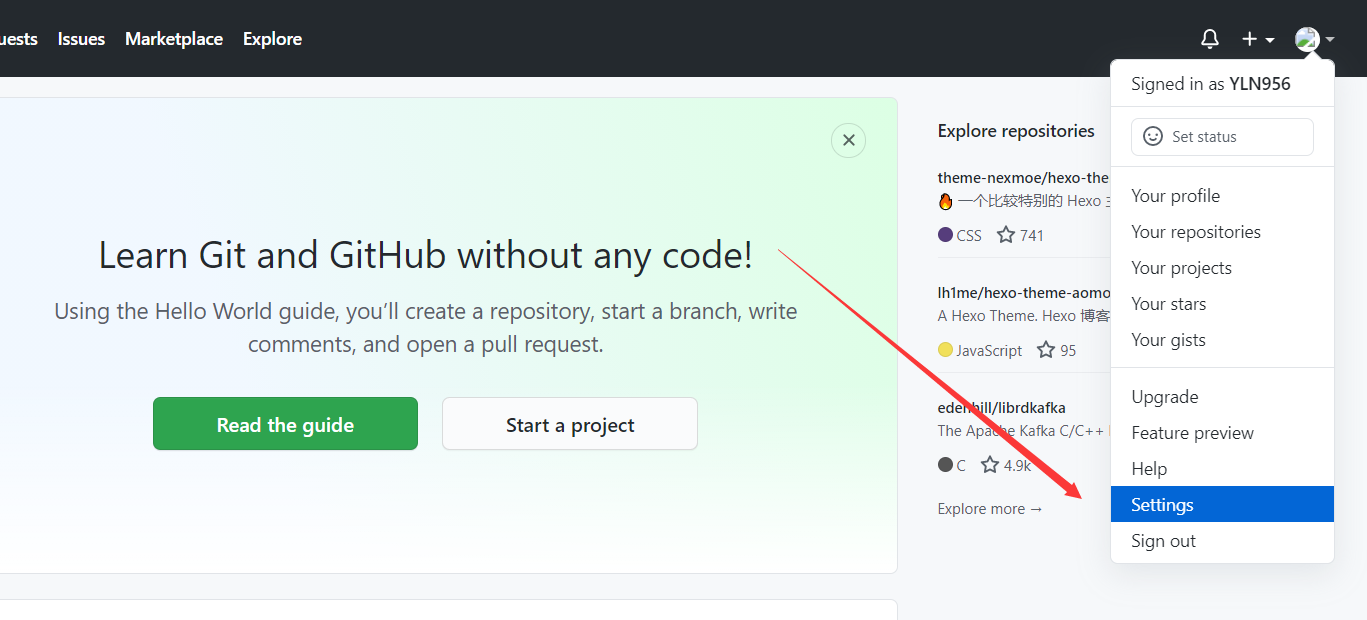 Issues Marketplace Explore
Signed in as YLN956
Set status
Your profile
Your repositories
Your projects
Your stars
Your gists
Upgrade
Feature preview
Help
Settings
Sign out
Learn Git and GitHub without any code!
Using the Hello World guide, you’ll create a repository, start a branch, write
comments, and open a pull request.
Read the guide
Start a project
Explore repositories
theme-nexmoe/hexo-the
一个比较特别的 Hexo
CSS 741
lh1me/hexo-theme-aomo
A Hexo Theme. Hexo 博客
JavaScript 95
edenhill/librdkafka
The Apache Kafka C/C++
C 4.9k
Explore more →